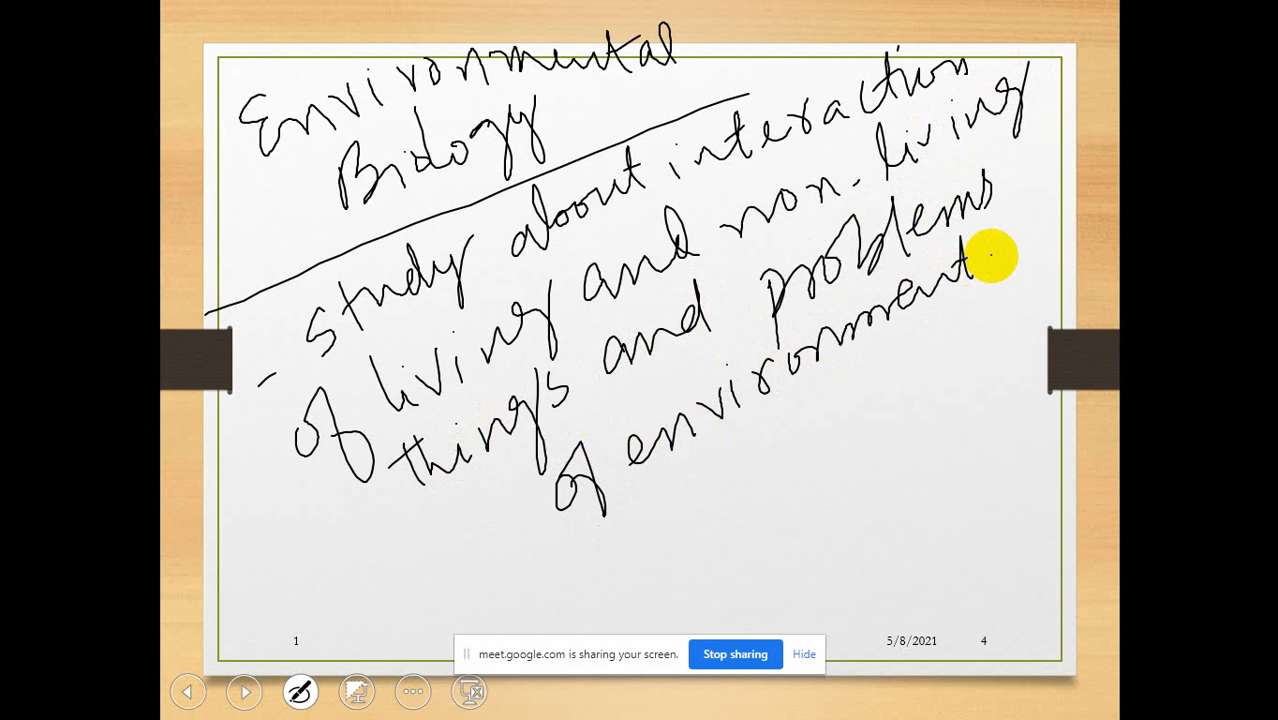 Environmental
Biology
- study about interaction
of living and non-living
things and problems
of environment
1
5/8/2021
4
meet.google.com is sharing your screen.
Stop sharing
Hide